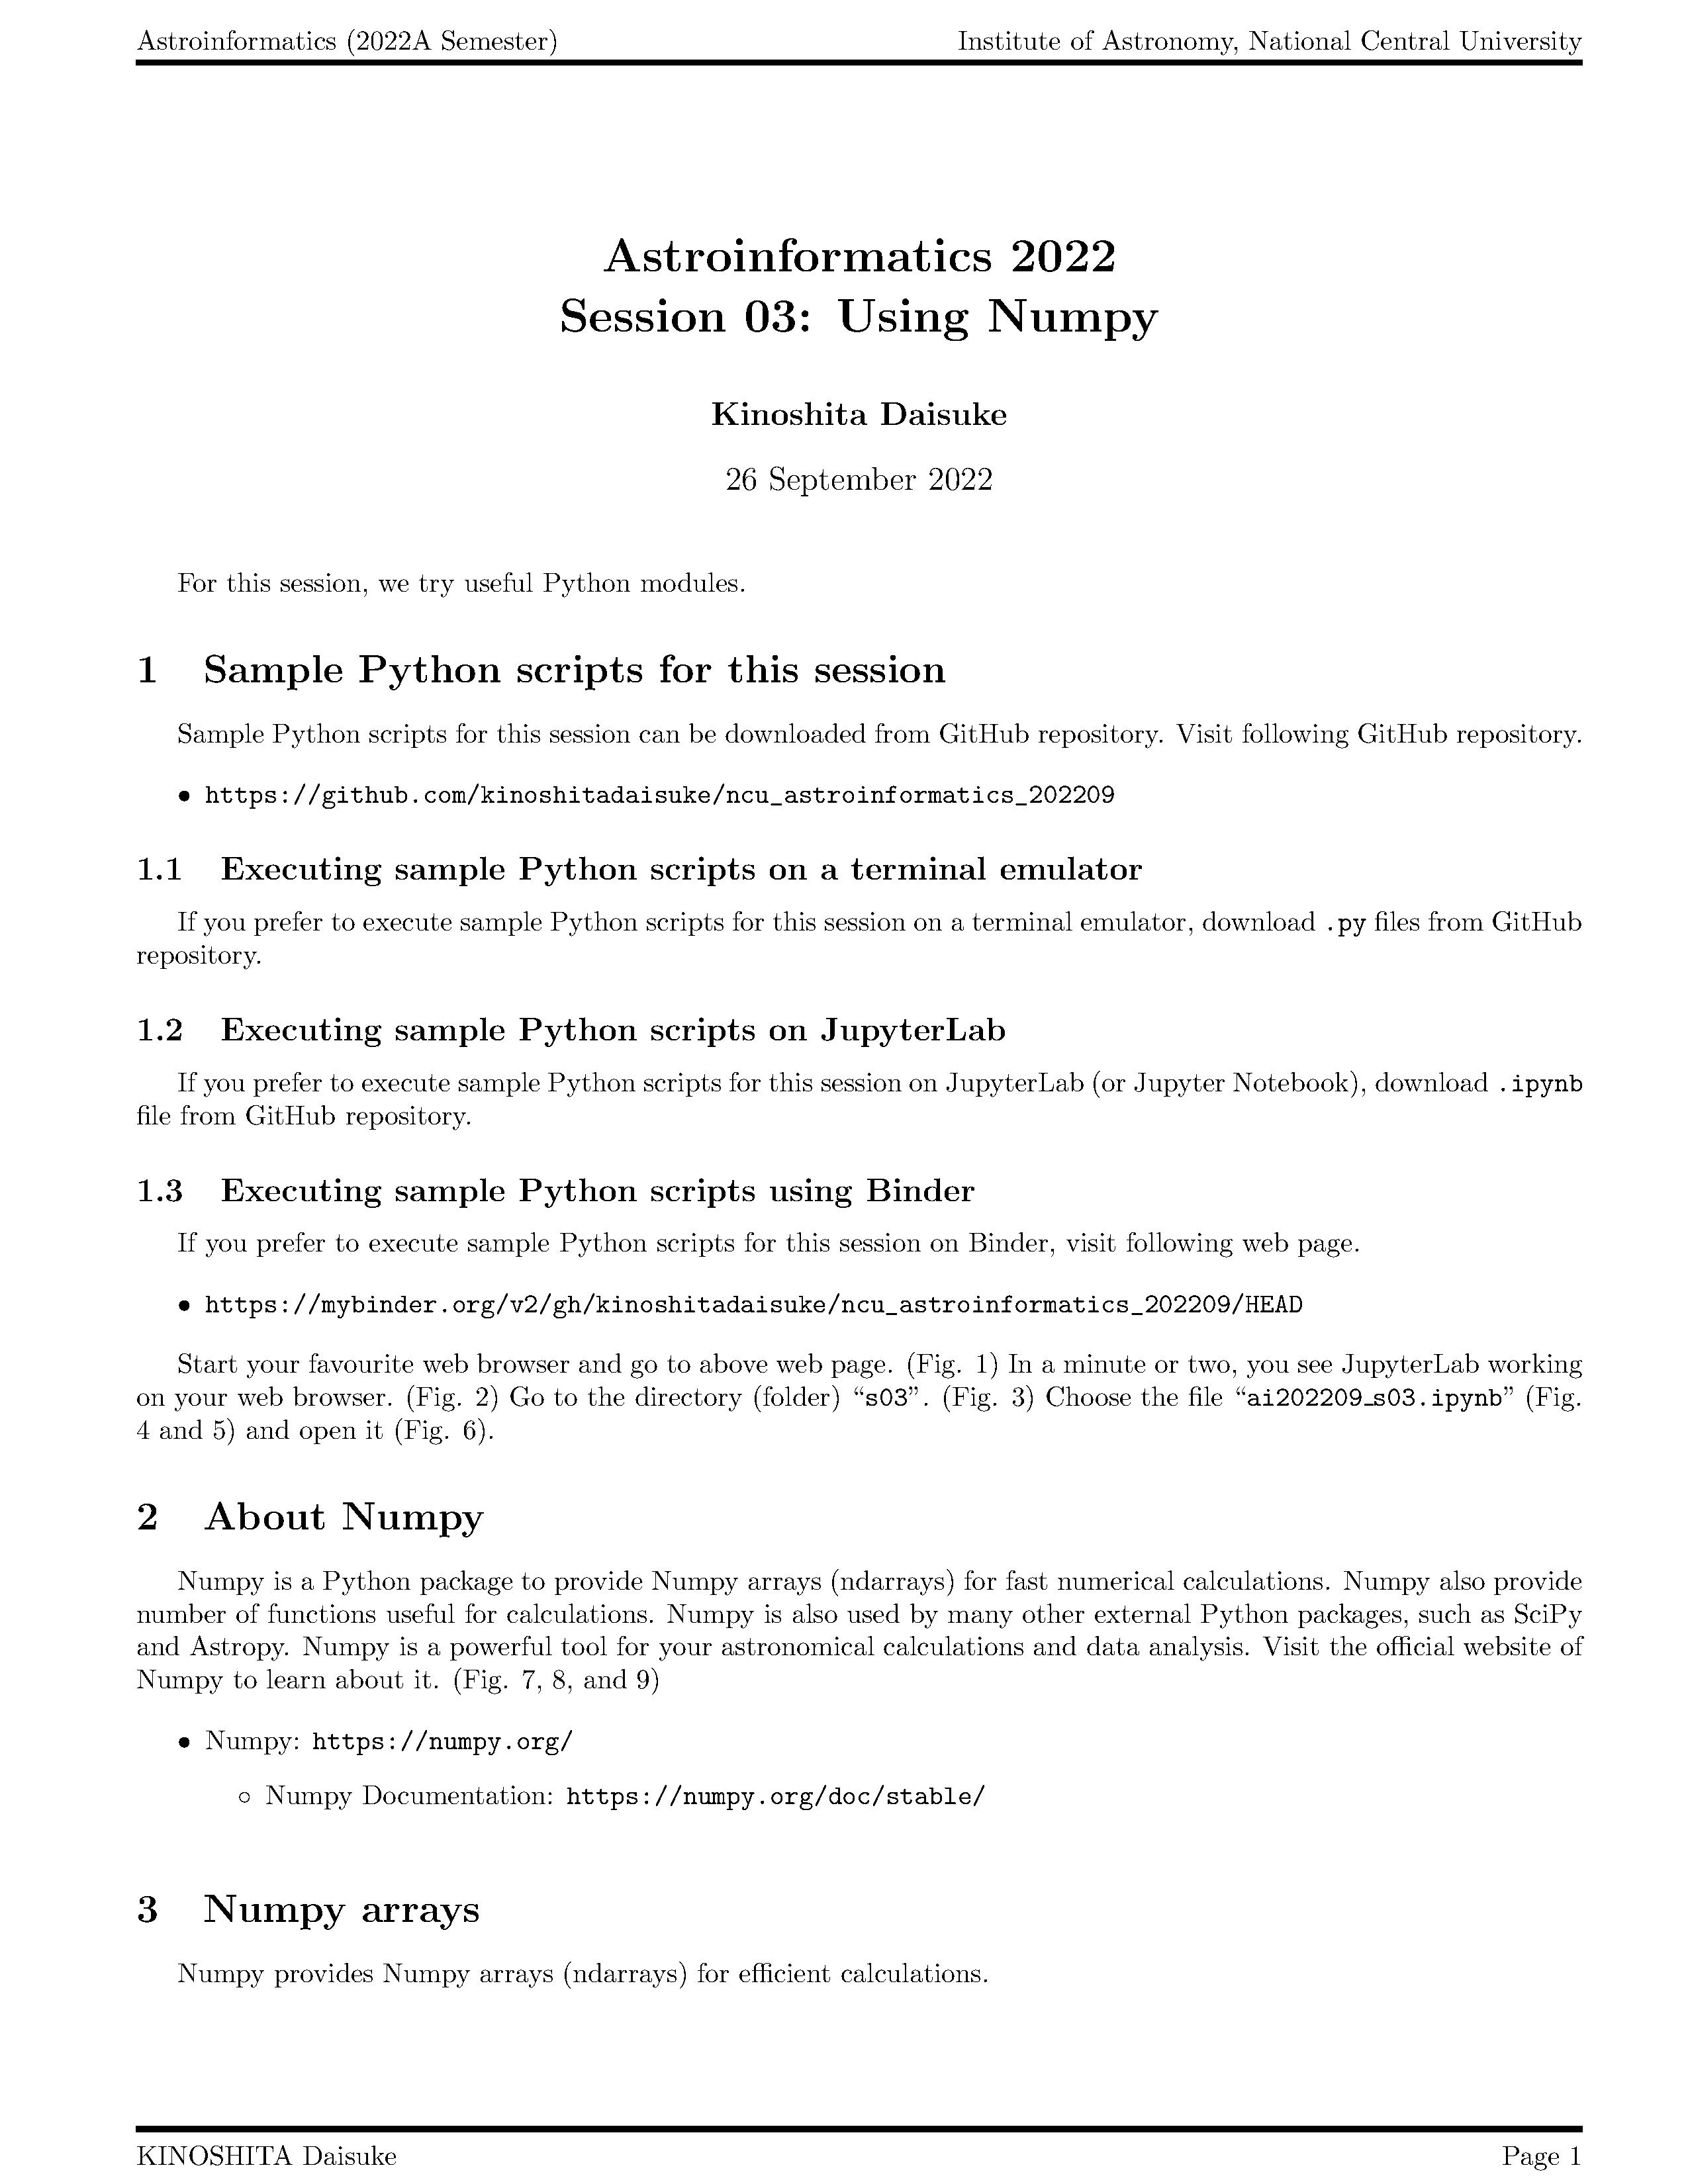 Astroinformatics (2022A Semester) Institute of Astronomy, National Central University
Astroinformatics 2022
Session 03: Using Numpy
Kinoshita Daisuke
26 September 2022
For this session, we try useful Python modules.
1 Sample Python scripts for this session
Sample Python scripts for this session can be downloaded from GitHub repository. Visit following GitHub repository.
• https://github.com/kinoshitadaisuke/ncu_astroinformatics_202209
1.1 Executing sample Python scripts on a terminal emulator
If you prefer to execute sample Python scripts for this session on a terminal emulator, download .py files from GitHub
repository.
1.2 Executing sample Python scripts on JupyterLab
If you prefer to execute sample Python scripts for this session on JupyterLab (or Jupyter Notebook), download .ipynb
file from GitHub repository.
1.3 Executing sample Python scripts using Binder
If you prefer to execute sample Python scripts for this session on Binder, visit following web page.
• https://mybinder.org/v2/gh/kinoshitadaisuke/ncu_astroinformatics_202209/HEAD
Start your favourite web browser and go to above web page. (Fig. 1) In a minute or two, you see JupyterLab working
on your web browser. (Fig. 2) Go to the directory (folder) “s03”. (Fig. 3) Choose the file “ai202209_s03.ipynb” (Fig.
4 and 5) and open it (Fig. 6).
2 About Numpy
Numpy is a Python package to provide Numpy arrays (ndarrays) for fast numerical calculations. Numpy also provide
number of functions useful for calculations. Numpy is also used by many other external Python packages, such as SciPy
and Astropy. Numpy is a powerful tool for your astronomical calculations and data analysis. Visit the official website of
Numpy to learn about it. (Fig. 7, 8, and 9)
• Numpy: https://numpy.org/
◦ Numpy Documentation: https://numpy.org/doc/stable/
3 Numpy arrays
Numpy provides Numpy arrays (ndarrays) for efficient calculations.
KINOSHITA Daisuke Page 1